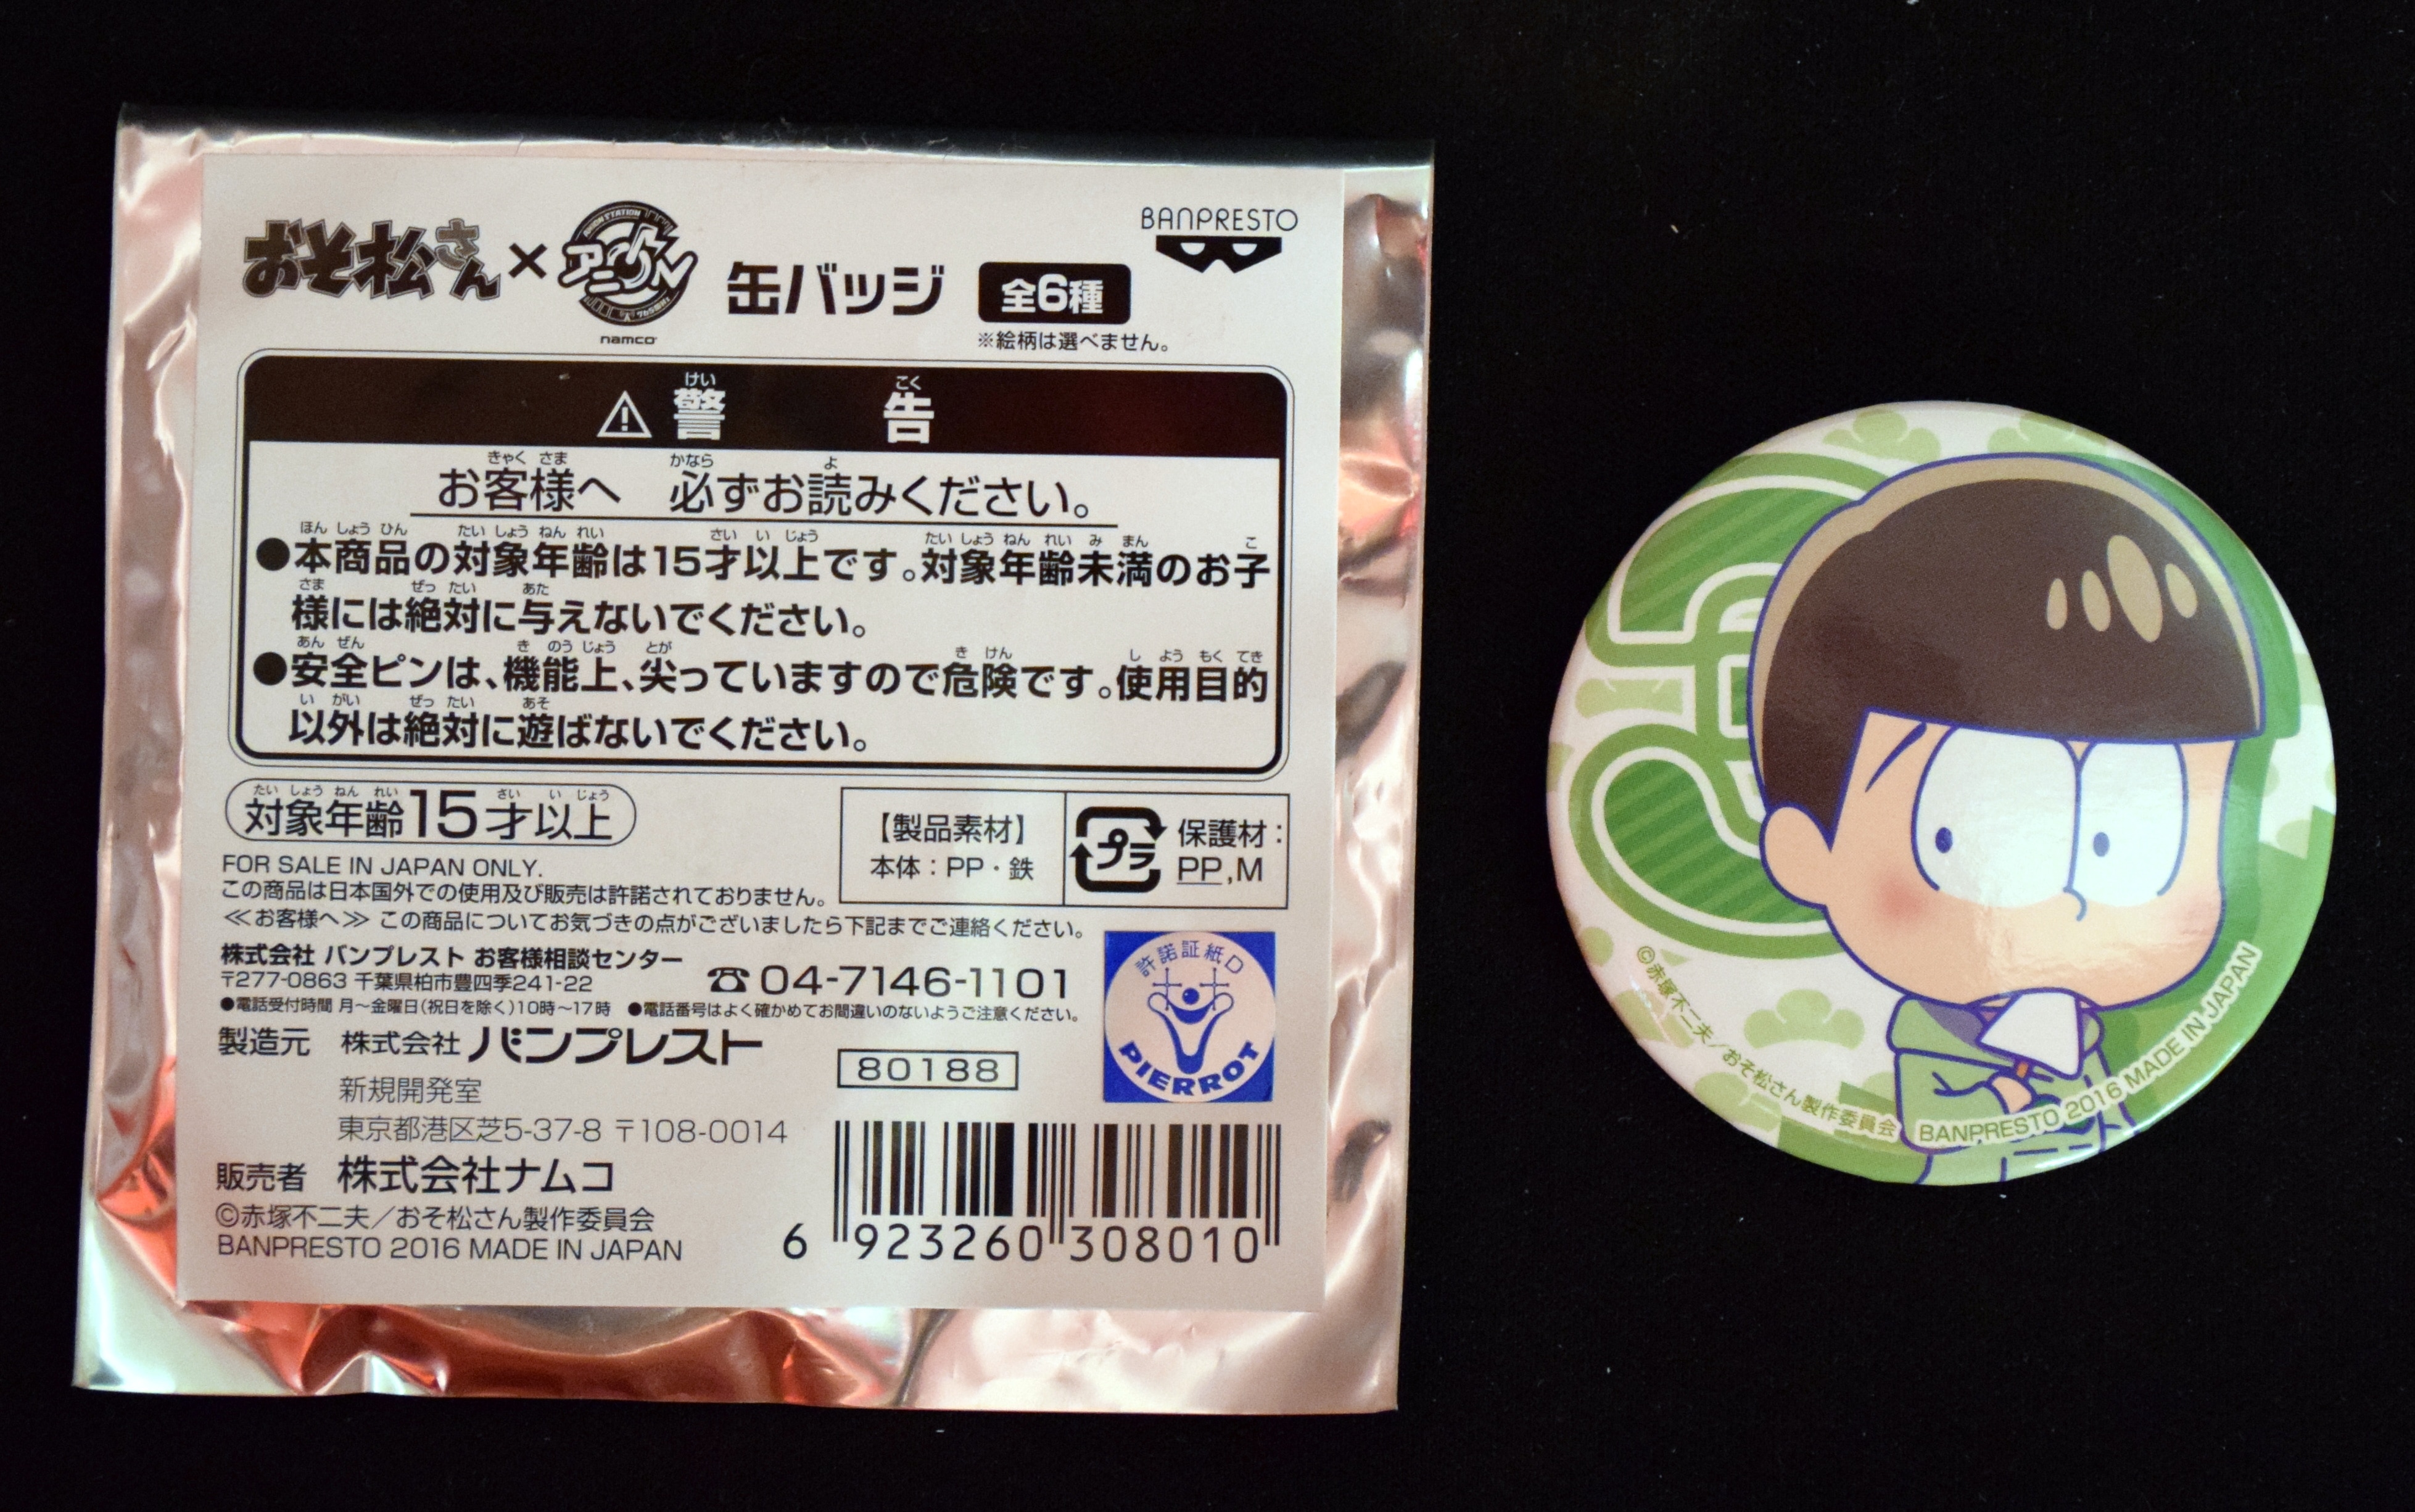 おそ松さん×アニON 缶バッジ 全6種
namco
BANPRESTO
※絵柄は選べません。
⚠警告
お客様へ 必ずお読みください。
●本商品の対象年齢は15才以上です。対象年齢未満のお子
様には絶対に与えないでください。
●安全ピンは、機能上、尖っていますので危険です。使用目的
以外は絶対に遊ばないでください。
対象年齢15才以上
【製品素材】
本体：PP・鉄
プラ
保護材：
PP,M
FOR SALE IN JAPAN ONLY.
この商品は日本国外での使用及び販売は許諾されておりません。
≪お客様へ≫ この商品についてお気づきの点がございましたら下記までご連絡ください。
株式会社 バンプレスト お客様相談センター
〒277-0863 千葉県柏市豊四季241-22
☎04-7146-1101
●電話受付時間 月～金曜日(祝日を除く)10時～17時 ●電話番号はよく確かめてお間違いのないようご注意ください。
製造元 株式会社バンプレスト
新規開発室
東京都港区芝5-37-8 〒108-0014
80188
許諾証紙D
PIERROT
販売者 株式会社ナムコ
©赤塚不二夫／おそ松さん製作委員会
BANPRESTO 2016 MADE IN JAPAN
6 923260 308010
©赤塚不二夫／おそ松さん製作委員会 BANPRESTO 2016 MADE IN JAPAN